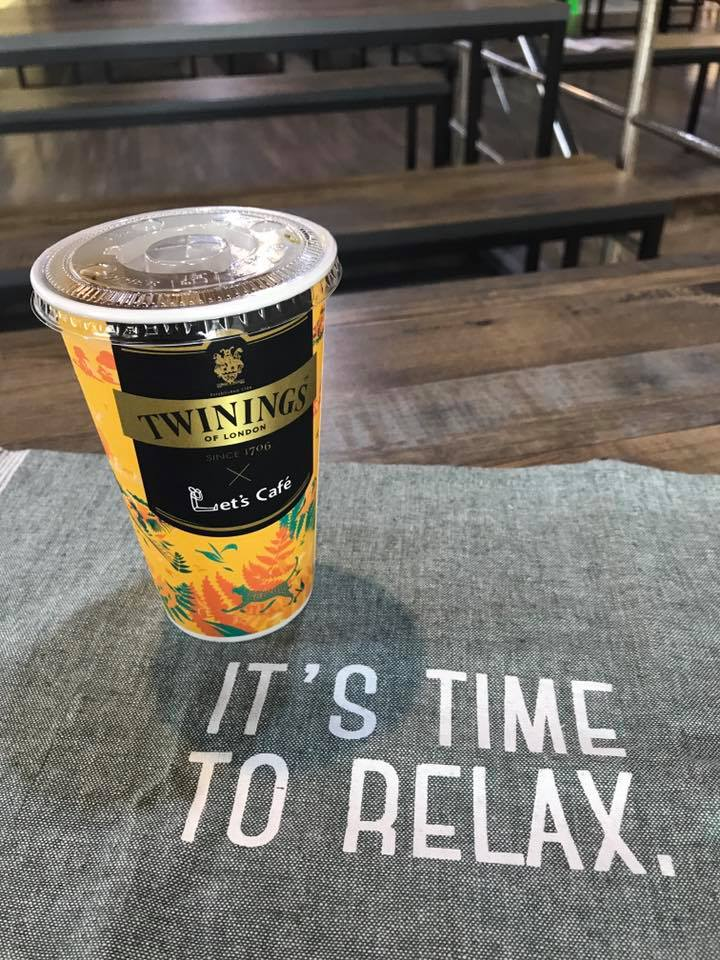 TWININGS
OF LONDON
SINCE 1706
×
Let's Café
IT'S TIME
TO RELAX.